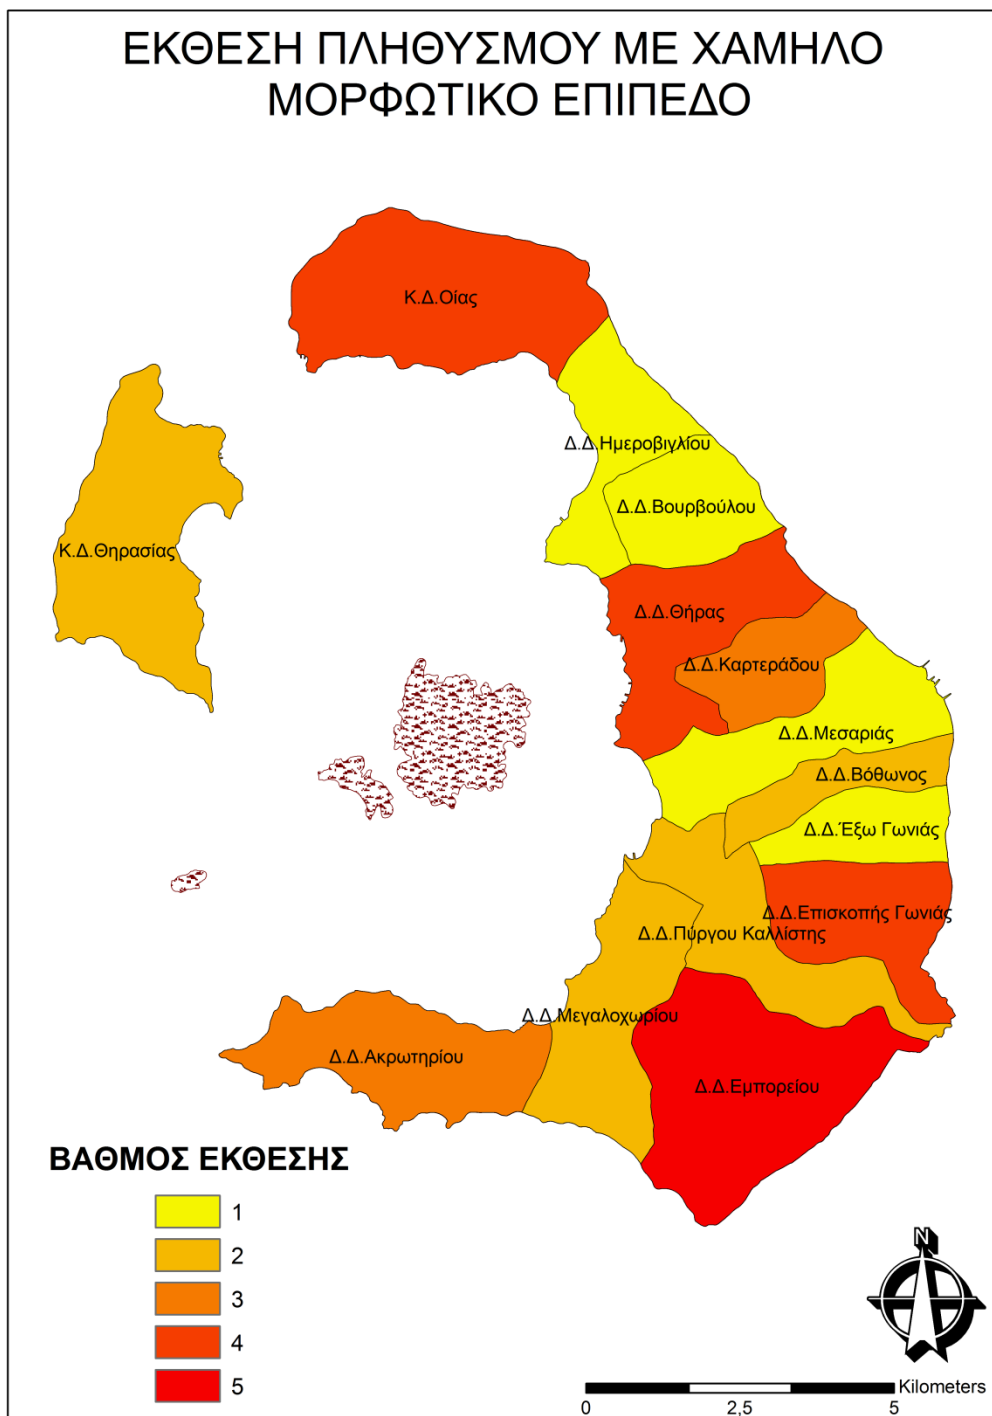 ΕΚΘΕΣΗ ΠΛΗΘΥΣΜΟΥ ΜΕ ΧΑΜΗΛΟ
ΜΟΡΦΩΤΙΚΟ ΕΠΙΠΕΔΟ
Κ.Δ.Οίας
Δ.Δ.Ημεροβιγλίου
Δ.Δ.Βουρβούλου
Κ.Δ.Θηρασίας
Δ.Δ.Θήρας
Δ.Δ.Καρτεράδου
Δ.Δ.Μεσαριάς
Δ.Δ.Βόθωνος
Δ.Δ.Έξω Γωνιάς
Δ.Δ.Επισκοπής Γωνιάς
Δ.Δ.Πύργου Καλλίστης
Δ.Δ.Μεγαλοχωρίου
Δ.Δ.Ακρωτηρίου
Δ.Δ.Εμπορείου
ΒΑΘΜΟΣ ΕΚΘΕΣΗΣ
1
2
3
4
5
N
Kilometers
0 2,5 5